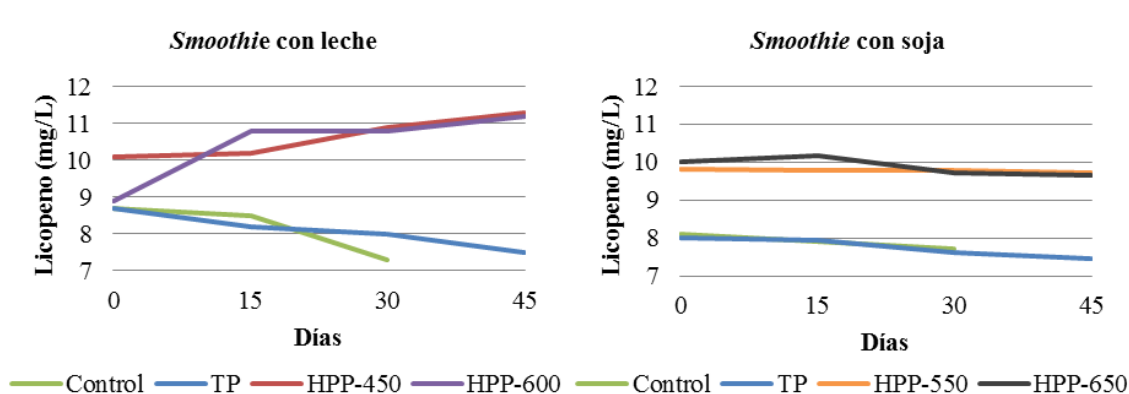 Smoothie con leche
12
11
10
9
8
7
Licopeno (mg/L)
0 15 30 45
Días
Control TP HPP-450 HPP-600
Smoothie con soja
12
11
10
9
8
7
Licopeno (mg/L)
0 15 30 45
Días
Control TP HPP-550 HPP-650